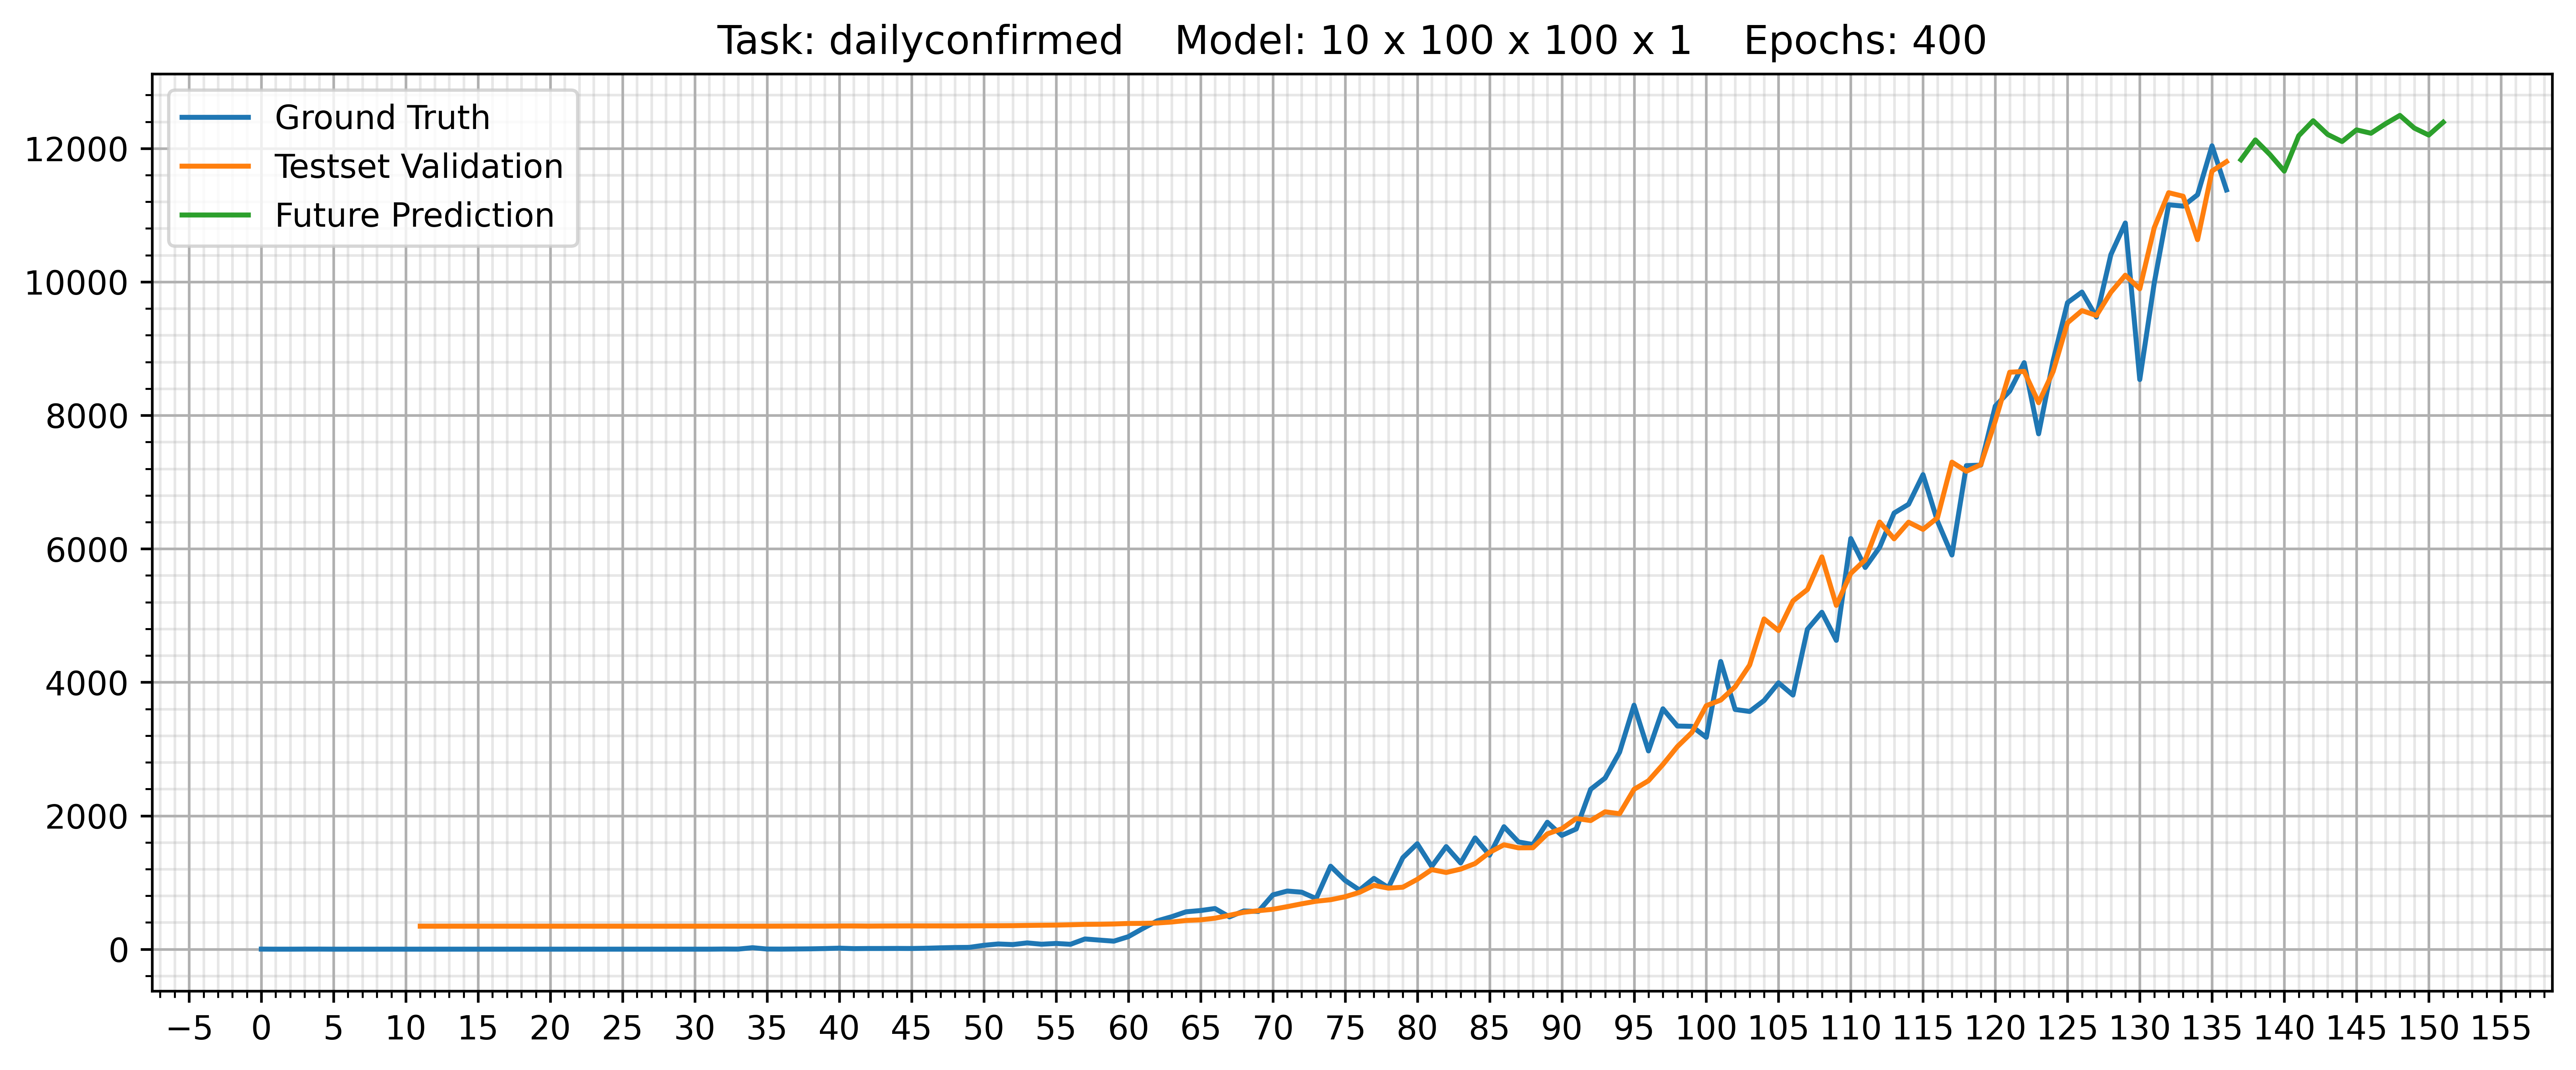 Task: dailyconfirmed    Model: 10 x 100 x 100 x 1    Epochs: 400
Ground Truth
Testset Validation
Future Prediction
12000
10000
8000
6000
4000
2000
0
−5 0 5 10 15 20 25 30 35 40 45 50 55 60 65 70 75 80 85 90 95 100 105 110 115 120 125 130 135 140 145 150 155